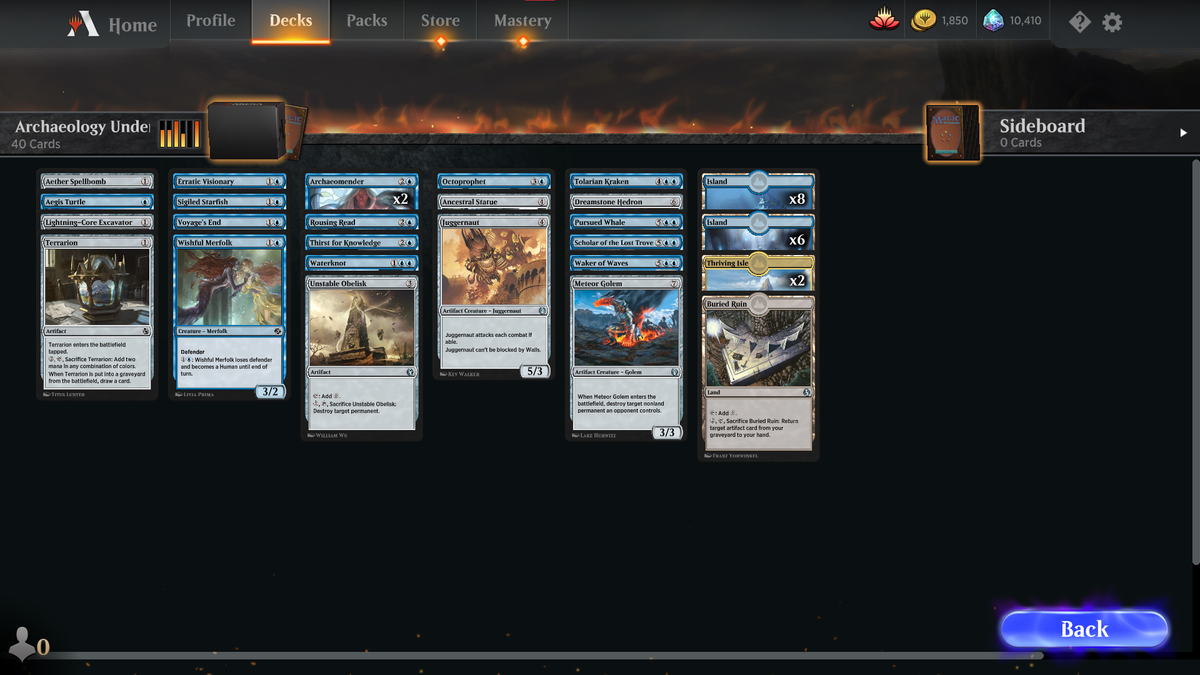 Home
Profile
Decks
Packs
Store
Mastery
1,850
10,410
Archaeology Unde
40 Cards
Sideboard
0 Cards
Aether Spellbomb
Aegis Turtle
Lightning-Core Excavator
Terrarion
Artifact
Terrarion enters the battlefield
tapped.
, Sacrifice Terrarion: Add two
mana in any combination of colors.
When Terrarion is put into a graveyard
from the battlefield, draw a card.
Titus Lunter
Erratic Visionary
Sigiled Starfish
Voyage's End
Wishful Merfolk
Creature – Merfolk
Defender
: Wishful Merfolk loses defender
and becomes a Human until end of
turn.
3/2
Livia Prima
Archaeomender
x2
Rousing Read
Thirst for Knowledge
Waterknot
Unstable Obelisk
3
Artifact
: Add
, Sacrifice Unstable Obelisk:
Destroy target permanent.
William Wu
Octoprophet
Ancestral Statue
4
Juggernaut
4
Artifact Creature – Juggernaut
Juggernaut attacks each combat if
able.
Juggernaut can't be blocked by Walls.
5/3
Kev Walker
Tolarian Kraken
Dreamstone Hedron
6
Pursued Whale
Scholar of the Lost Trove
Waker of Waves
Meteor Golem
7
Artifact Creature – Golem
When Meteor Golem enters the
battlefield, destroy target nonland
permanent an opponent controls.
3/3
Lake Hurwitz
Island
x8
Island
x6
Thriving Isle
x2
Buried Ruin
Land
: Add
, Sacrifice Buried Ruin: Return
target artifact card from your
graveyard to your hand.
Franz Vohwinkel
Back
0